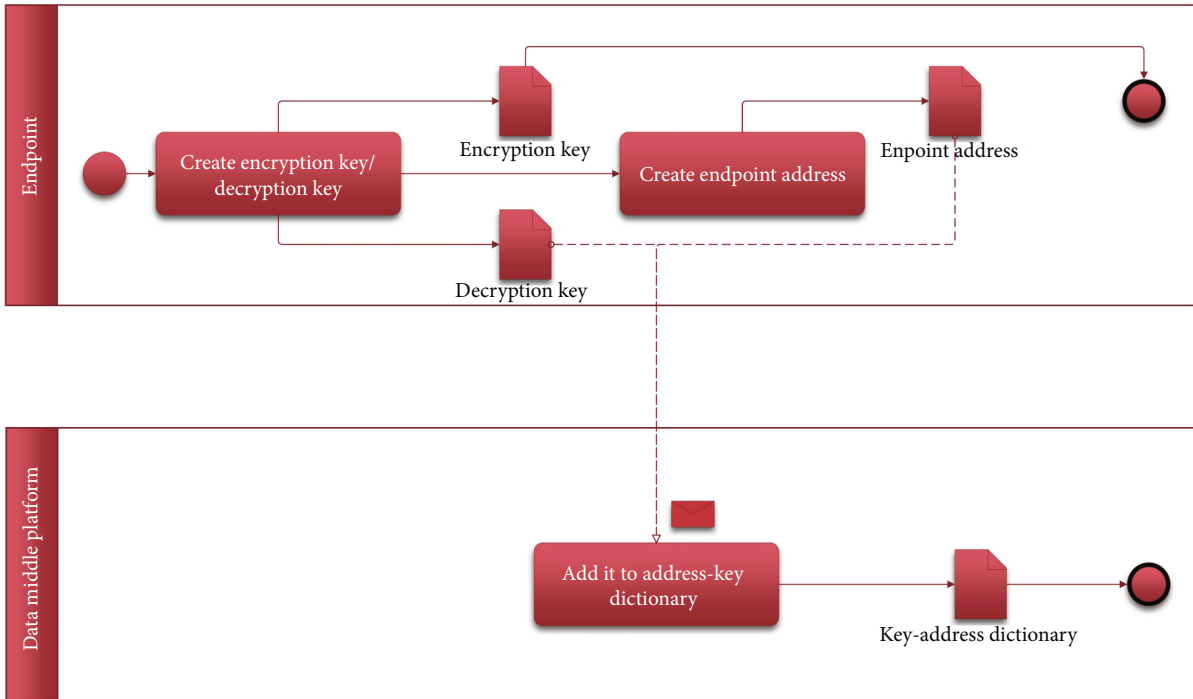 Endpoint
Create encryption key/
decryption key
Encryption key
Create endpoint address
Enpoint address
Decryption key
Data middle platform
Add it to address-key
dictionary
Key-address dictionary